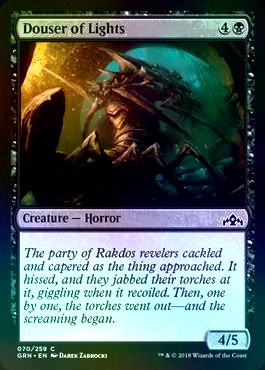 Douser of Lights 4
Creature — Horror
The party of Rakdos revelers cackled
and capered as the thing approached. It
hissed, and they jabbed their torches at
it, giggling when it recoiled. Then, one
by one, the torches went out—and the
screaming began.
070/259 C
GRN • EN DAREK ZABROCKI
4/5
™ & © 2018 Wizards of the Coast